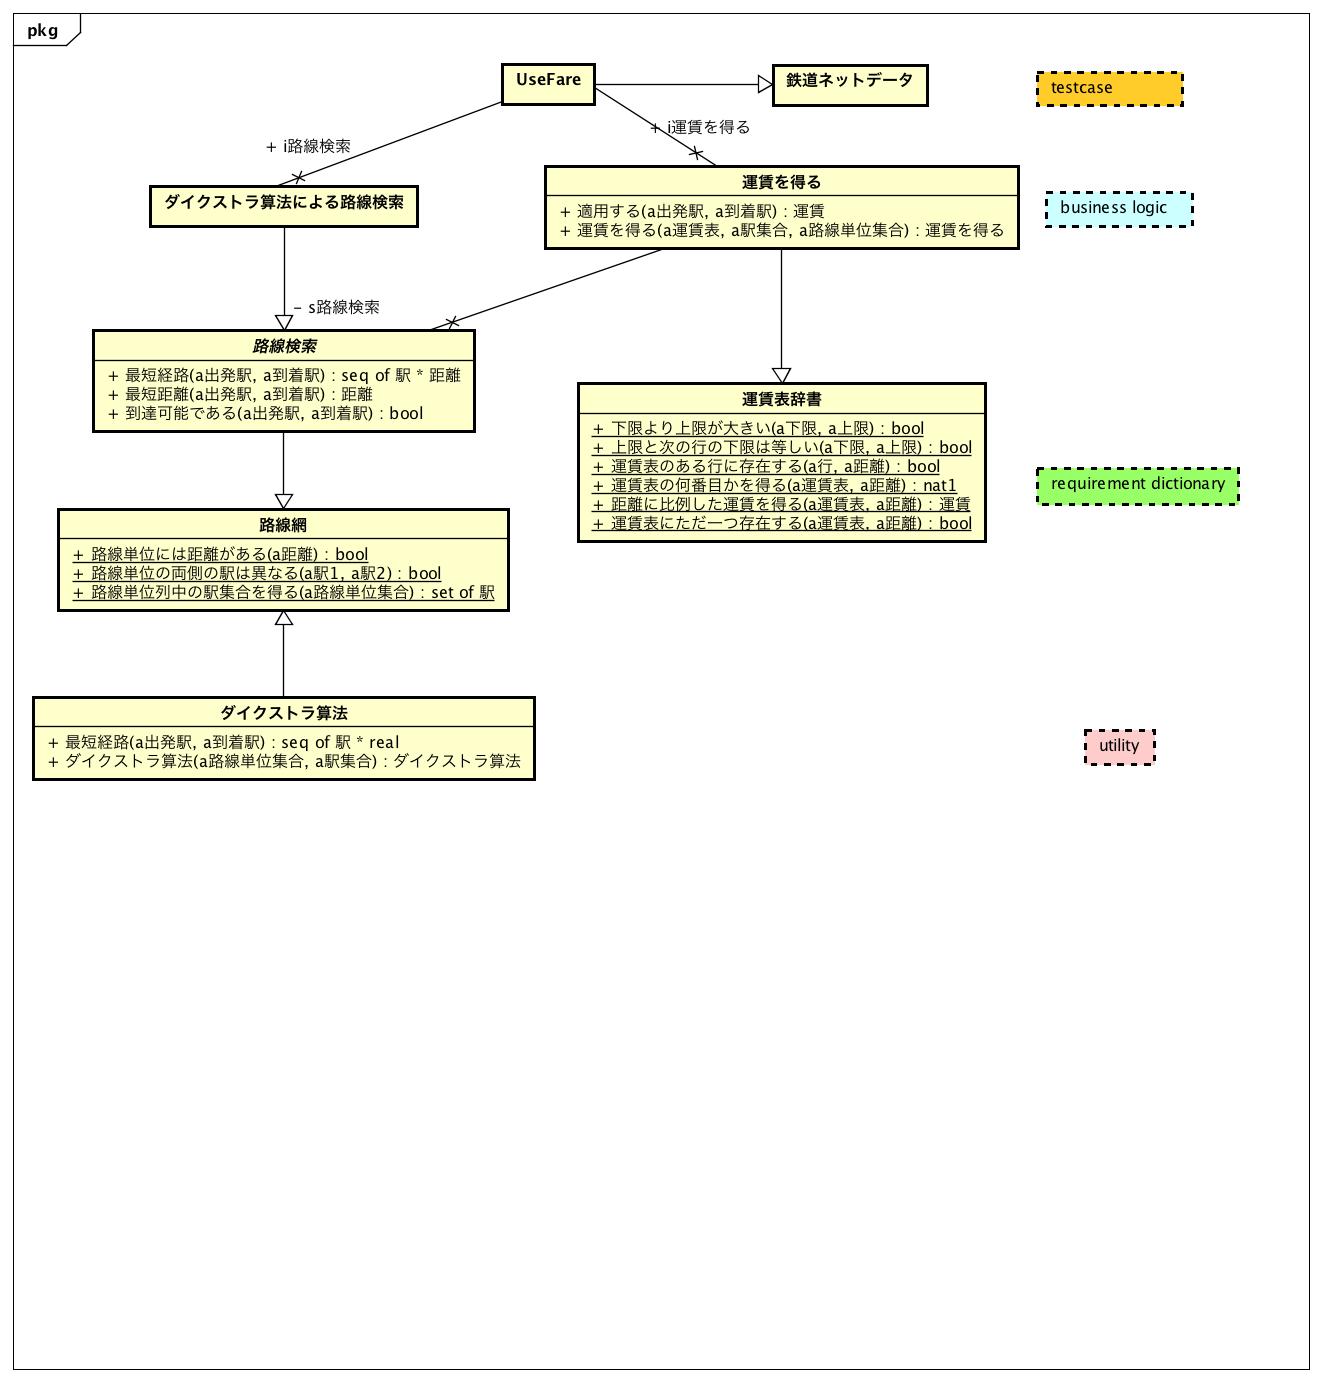 pkg
UseFare
鉄道ネットデータ
testcase
+ i運賃を得る
+ i路線検索
ダイクストラ算法による路線検索
運賃を得る
+ 適用する(a出発駅, a到着駅) : 運賃
+ 運賃を得る(a運賃表, a駅集合, a路線単位集合) : 運賃を得る
business logic
- s路線検索
路線検索
+ 最短経路(a出発駅, a到着駅) : seq of 駅 * 距離
+ 最短距離(a出発駅, a到着駅) : 距離
+ 到達可能である(a出発駅, a到着駅) : bool
運賃表辞書
+ 下限より上限が大きい(a下限, a上限) : bool
+ 上限と次の行の下限は等しい(a下限, a上限) : bool
+ 運賃表のある行に存在する(a行, a距離) : bool
+ 運賃表の何番目かを得る(a運賃表, a距離) : nat1
+ 距離に比例した運賃を得る(a運賃表, a距離) : 運賃
+ 運賃表にただ一つ存在する(a運賃表, a距離) : bool
requirement dictionary
路線網
+ 路線単位には距離がある(a距離) : bool
+ 路線単位の両側の駅は異なる(a駅1, a駅2) : bool
+ 路線単位列中の駅集合を得る(a路線単位集合) : set of 駅
ダイクストラ算法
+ 最短経路(a出発駅, a到着駅) : seq of 駅 * real
+ ダイクストラ算法(a路線単位集合, a駅集合) : ダイクストラ算法
utility